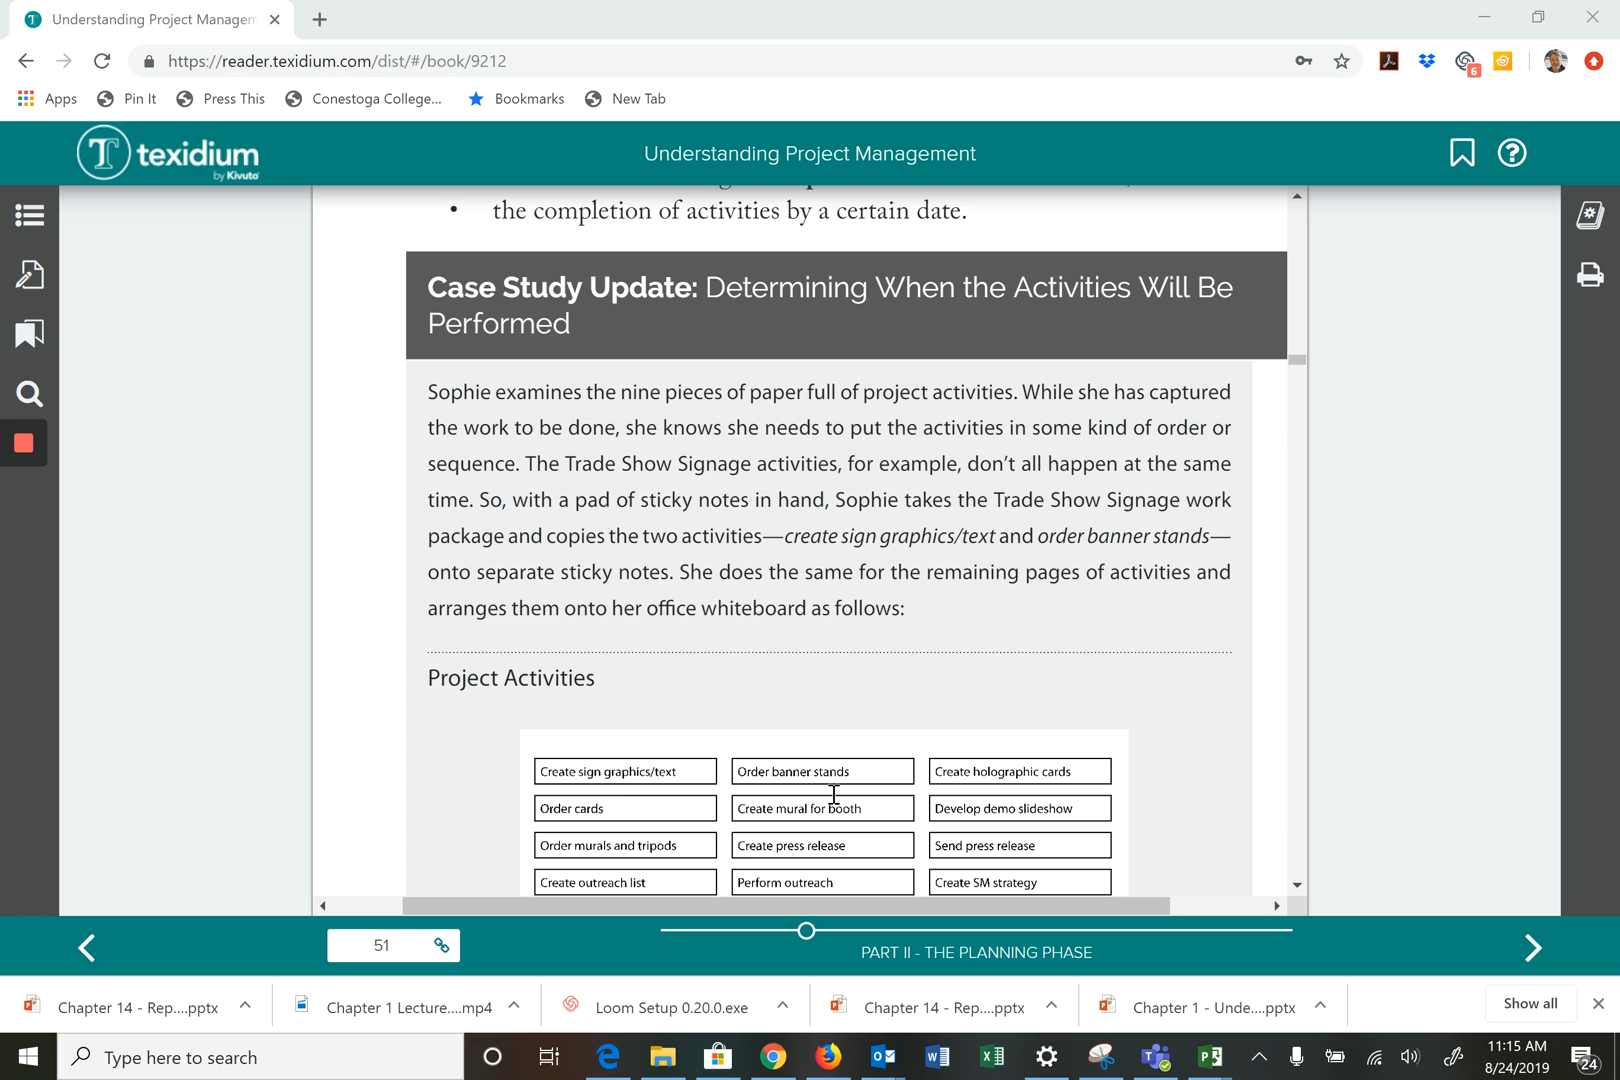 Understanding Project Managem
https://reader.texidium.com/dist/#/book/9212
6
Apps
Pin It
Press This
Conestoga College...
Bookmarks
New Tab
T texidium
by Kivuto
Understanding Project Management
• the completion of activities by a certain date.
Case Study Update: Determining When the Activities Will Be
Performed
Sophie examines the nine pieces of paper full of project activities. While she has captured
the work to be done, she knows she needs to put the activities in some kind of order or
sequence. The Trade Show Signage activities, for example, don't all happen at the same
time. So, with a pad of sticky notes in hand, Sophie takes the Trade Show Signage work
package and copies the two activities—create sign graphics/text and order banner stands—
onto separate sticky notes. She does the same for the remaining pages of activities and
arranges them onto her office whiteboard as follows:
Project Activities
Create sign graphics/text
Order banner stands
Create holographic cards
Order cards
Create mural for booth
Develop demo slideshow
Order murals and tripods
Create press release
Send press release
Create outreach list
Perform outreach
Create SM strategy
51
PART II - THE PLANNING PHASE
Chapter 14 - Rep....pptx
Chapter 1 Lecture....mp4
Loom Setup 0.20.0.exe
Chapter 14 - Rep....pptx
Chapter 1 - Unde....pptx
Show all
Type here to search
11:15 AM
8/24/2019
24